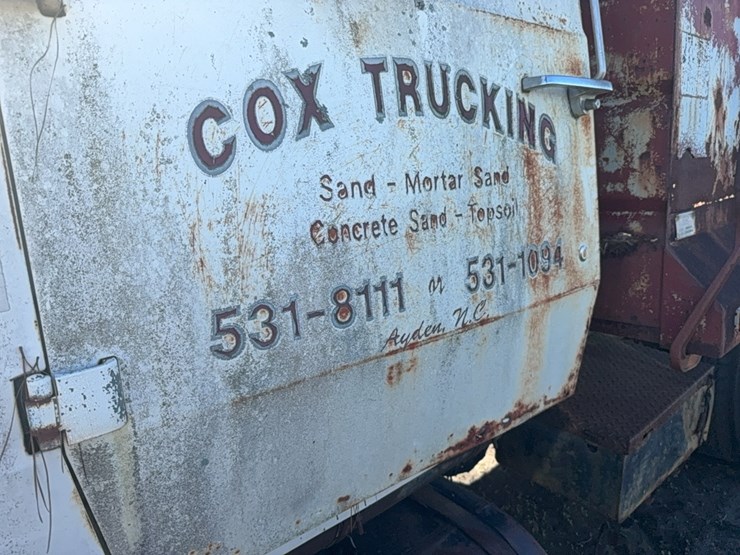 COX TRUCKING
Sand - Mortar Sand
Concrete Sand - Topsoil
531-8111 or 531-1094
Ayden, N.C.